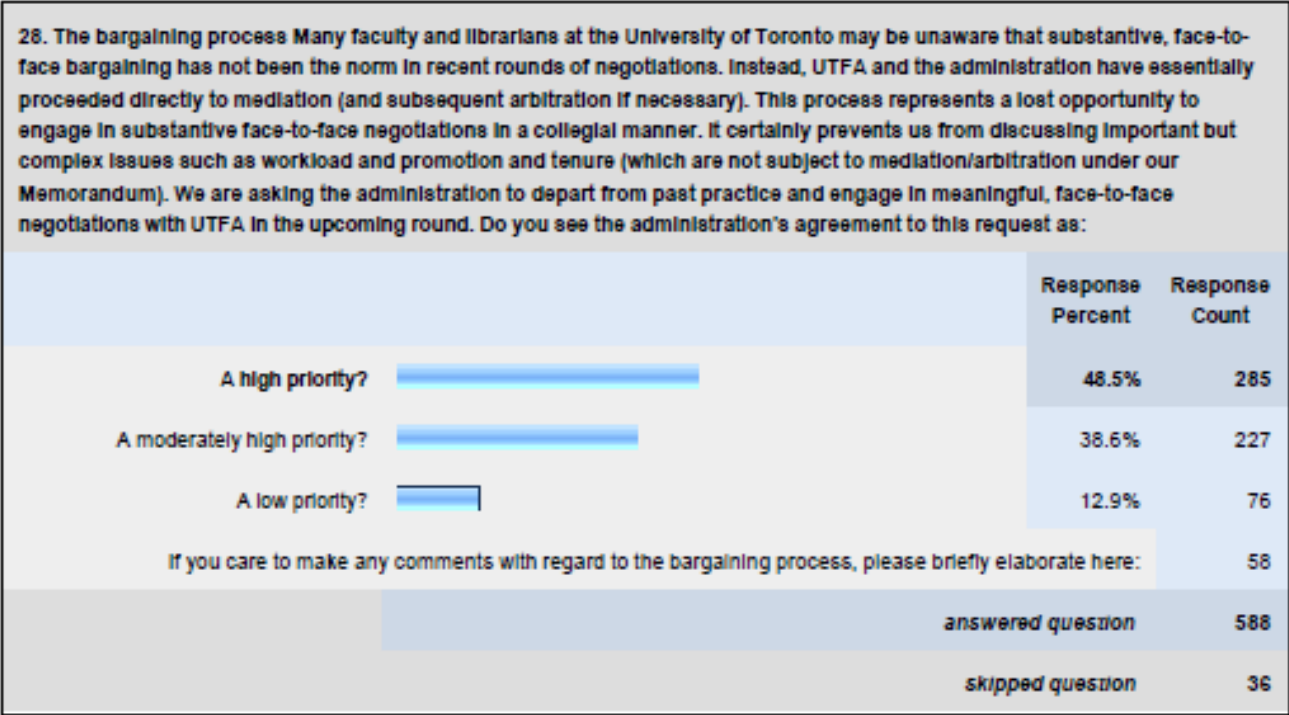 28. The bargaining process Many faculty and librarians at the University of Toronto may be unaware that substantive, face-to-
face bargaining has not been the norm in recent rounds of negotiations. Instead, UTFA and the administration have essentially
proceeded directly to mediation (and subsequent arbitration if necessary). This process represents a lost opportunity to
engage in substantive face-to-face negotiations in a collegial manner. It certainly prevents us from discussing important but
complex issues such as workload and promotion and tenure (which are not subject to mediation/arbitration under our
Memorandum). We are asking the administration to depart from past practice and engage in meaningful, face-to-face
negotiations with UTFA in the upcoming round. Do you see the administration's agreement to this request as:
Response Percent Response Count
A high priority? 48.5% 285
A moderately high priority? 38.6% 227
A low priority? 12.9% 76
If you care to make any comments with regard to the bargaining process, please briefly elaborate here: 58
answered question 588
skipped question 36